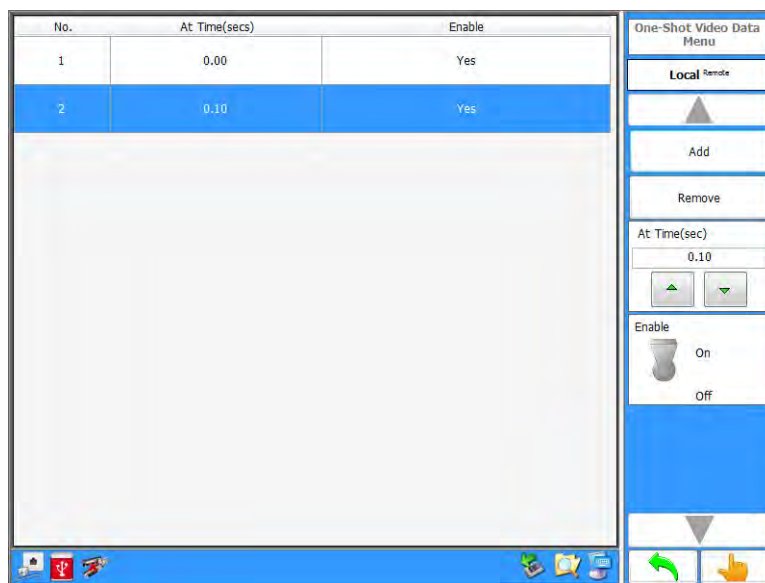 No. At Time(secs) Enable
1 0.00 Yes
2 0.10 Yes
One-Shot Video Data
Menu
Local Remote
Add
Remove
At Time(sec)
0.10
Enable
On
Off